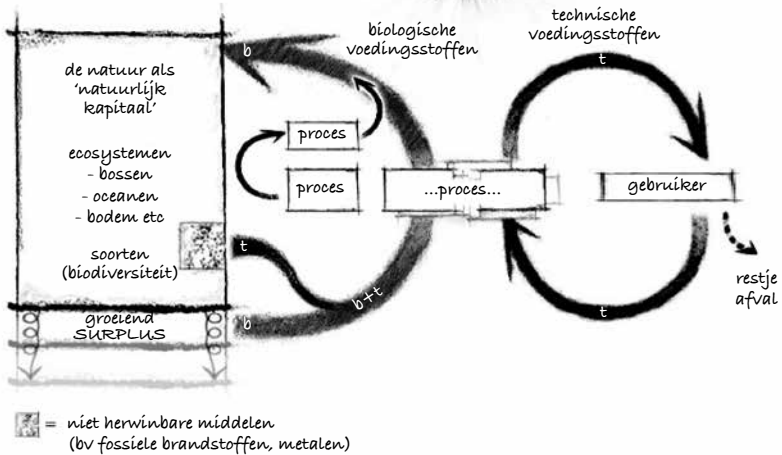 biologische
voedingsstoffen
technische
voedingsstoffen
b
t
de natuur als
'natuurlijk
kapitaal'
proces
ecosystemen
- bossen
- oceanen
- bodem etc
proces
...proces...
gebruiker
soorten
(biodiversiteit)
t
restje
afval
b+t
groeiend
SURPLUS
b
t
= niet herwinbare middelen
(bv fossiele brandstoffen, metalen)